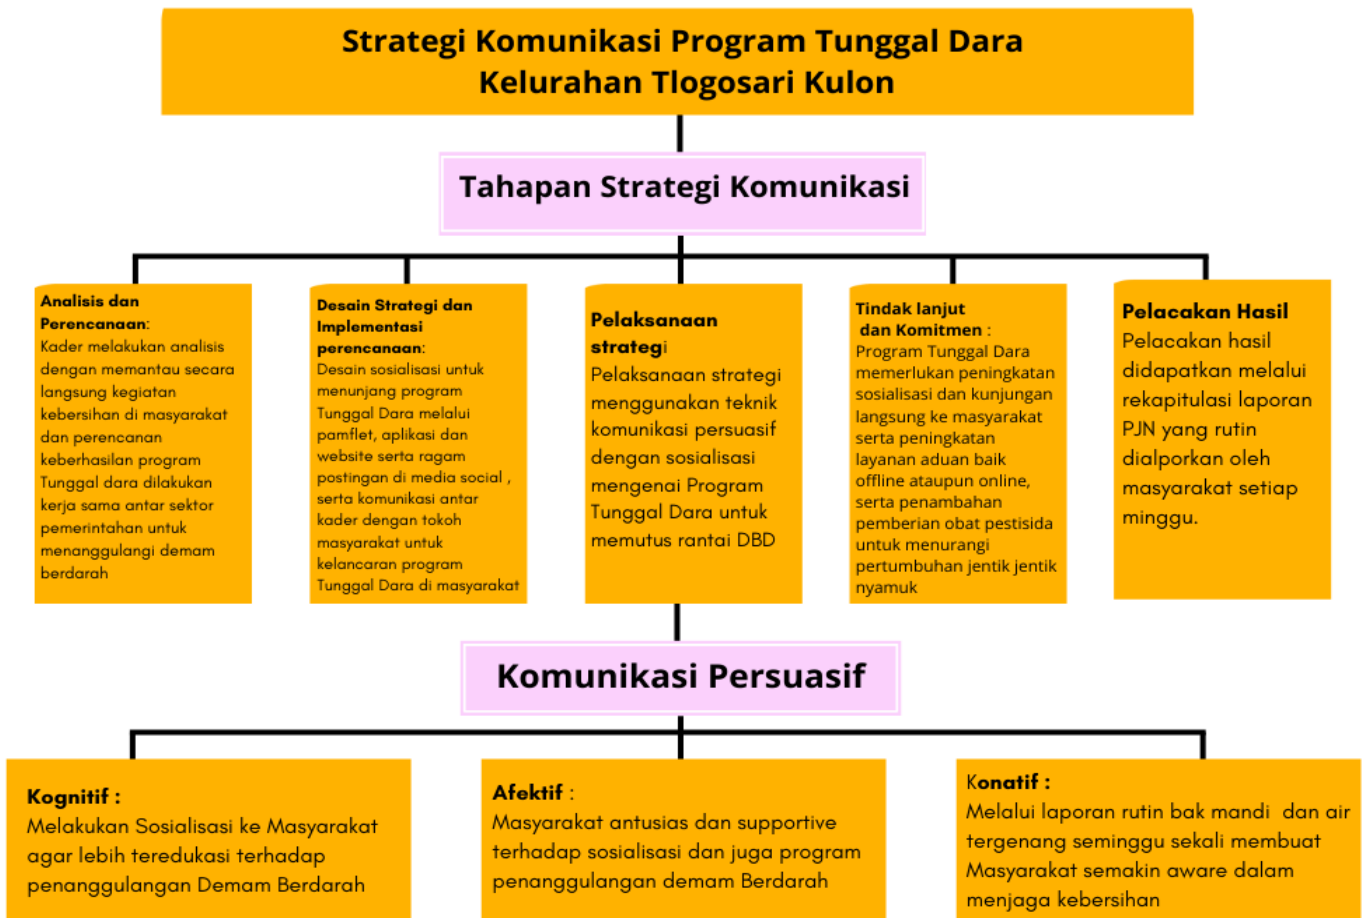 Strategi Komunikasi Program Tunggal Dara
Kelurahan Tlogosari Kulon
Tahapan Strategi Komunikasi
Analisis dan
Perencanaan:
Kader melakukan analisis
dengan memantau secara
langsung kegiatan
kebersihan di masyarakat
dan perencanan
keberhasilan program
Tunggal dara dilakukan
kerja sama antar sektor
pemerintahan untuk
menanggulangi demam
berdarah
Desain Strategi dan
Implementasi
perencanaan:
Desain sosialisasi untuk
menunjang program
Tunggal Dara melalui
pamflet, aplikasi dan
website serta ragam
postingan di media social ,
serta komunikasi antar
kader dengan tokoh
masyarakat untuk
kelancaran program
Tunggal Dara di masyarakat
Pelaksanaan
strategi
Pelaksanaan strategi
menggunakan teknik
komunikasi persuasif
dengan sosialisasi
mengenai Program
Tunggal Dara untuk
memutus rantai DBD
Tindak lanjut
dan Komitmen :
Program Tunggal Dara
memerlukan peningkatan
sosialisasi dan kunjungan
langsung ke masyarakat
serta peningkatan
layanan aduan baik
offline ataupun online,
serta penambahan
pemberian obat pestisida
untuk menurangi
pertumbuhan jentik jentik
nyamuk
Pelacakan Hasil
Pelacakan hasil
didapatkan melalui
rekapitulasi laporan
PJN yang rutin
dialporkan oleh
masyarakat setiap
minggu.
Komunikasi Persuasif
Kognitif :
Melakukan Sosialisasi ke Masyarakat
agar lebih teredukasi terhadap
penanggulangan Demam Berdarah
Afektif :
Masyarakat antusias dan supportive
terhadap sosialisasi dan juga program
penanggulangan demam Berdarah
Konatif :
Melalui laporan rutin bak mandi dan air
tergenang seminggu sekali membuat
Masyarakat semakin aware dalam
menjaga kebersihan